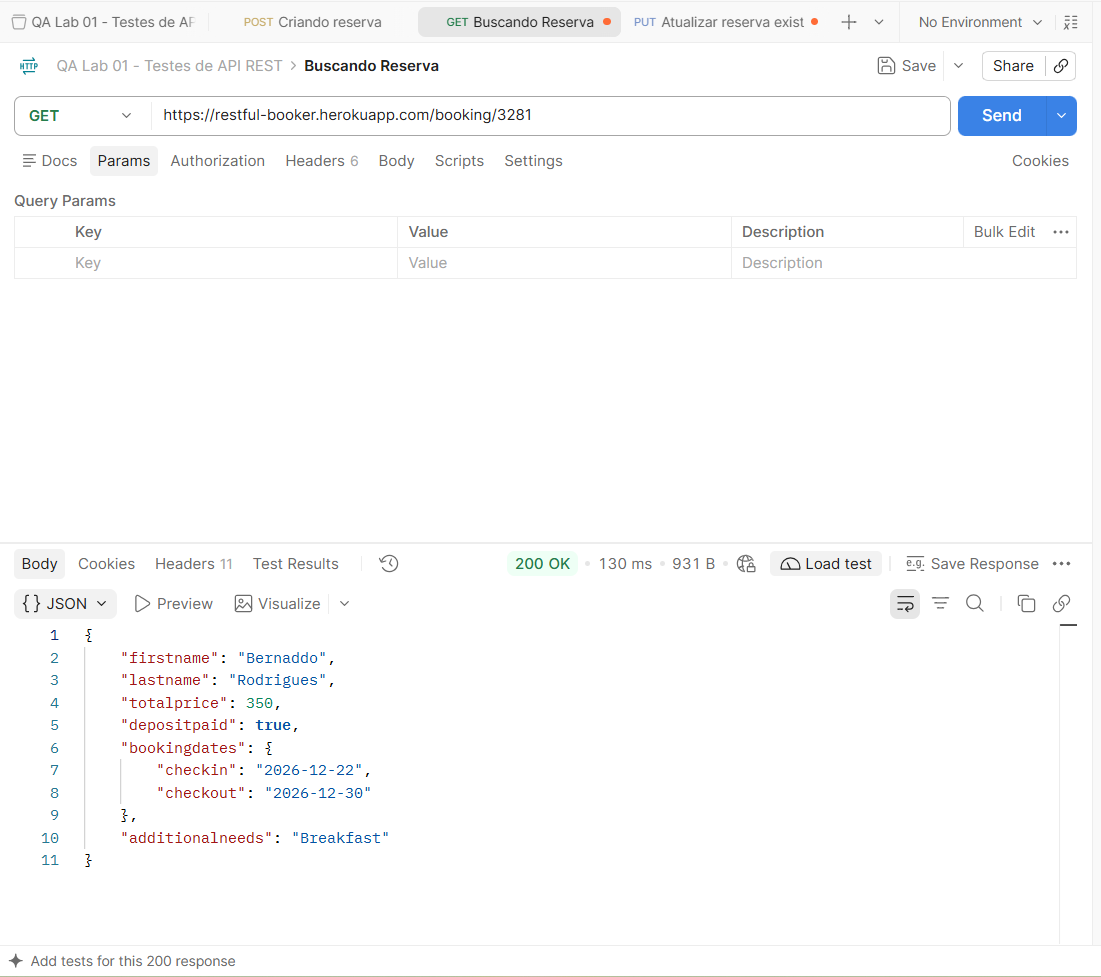 QA Lab 01 - Testes de AP POST Criando reserva GET Buscando Reserva PUT Atualizar reserva exist No Environment
HTTP QA Lab 01 - Testes de API REST > Buscando Reserva Save Share
GET https://restful-booker.herokuapp.com/booking/3281 Send
Docs Params Authorization Headers 6 Body Scripts Settings Cookies
Query Params
Key Value Description Bulk Edit
Key Value Description
Body Cookies Headers 11 Test Results 200 OK 130 ms 931 B Load test e.g. Save Response
{} JSON Preview Visualize
1 {
2 "firstname": "Bernaddo",
3 "lastname": "Rodrigues",
4 "totalprice": 350,
5 "depositpaid": true,
6 "bookingdates": {
7 "checkin": "2026-12-22",
8 "checkout": "2026-12-30"
9 },
10 "additionalneeds": "Breakfast"
11 }
Add tests for this 200 response